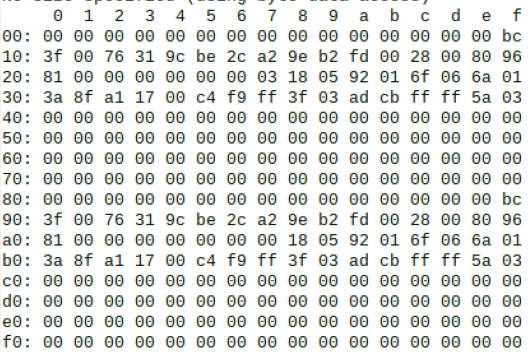 No size specified (using byte-data access)
     0  1  2  3  4  5  6  7  8  9  a  b  c  d  e  f
00: 00 00 00 00 00 00 00 00 00 00 00 00 00 00 00 bc
10: 3f 00 76 31 9c be 2c a2 9e b2 fd 00 28 00 80 96
20: 81 00 00 00 00 00 00 03 18 05 92 01 6f 06 6a 01
30: 3a 8f a1 17 00 c4 f9 ff 3f 03 ad cb ff ff 5a 03
40: 00 00 00 00 00 00 00 00 00 00 00 00 00 00 00 00
50: 00 00 00 00 00 00 00 00 00 00 00 00 00 00 00 00
60: 00 00 00 00 00 00 00 00 00 00 00 00 00 00 00 00
70: 00 00 00 00 00 00 00 00 00 00 00 00 00 00 00 00
80: 00 00 00 00 00 00 00 00 00 00 00 00 00 00 00 bc
90: 3f 00 76 31 9c be 2c a2 9e b2 fd 00 28 00 80 96
a0: 81 00 00 00 00 00 00 00 18 05 92 01 6f 06 6a 01
b0: 3a 8f a1 17 00 c4 f9 ff 3f 03 ad cb ff ff 5a 03
c0: 00 00 00 00 00 00 00 00 00 00 00 00 00 00 00 00
d0: 00 00 00 00 00 00 00 00 00 00 00 00 00 00 00 00
e0: 00 00 00 00 00 00 00 00 00 00 00 00 00 00 00 00
f0: 00 00 00 00 00 00 00 00 00 00 00 00 00 00 00 00